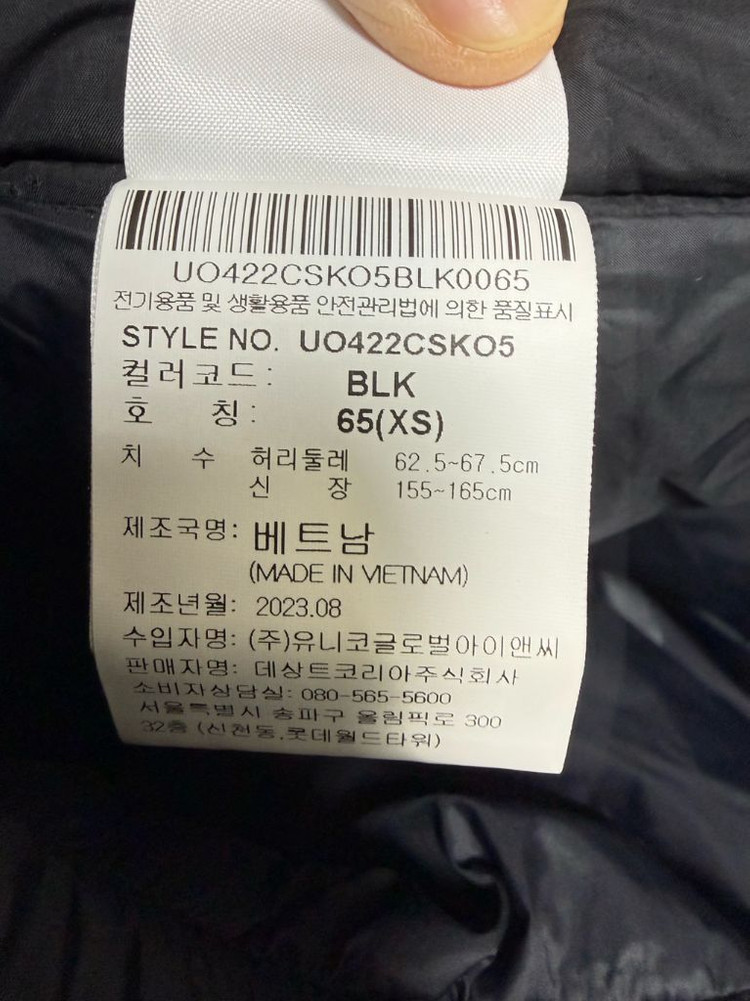 UO422CSKO5BLK0065
전기용품 및 생활용품 안전관리법에 의한 품질표시
STYLE NO. UO422CSKO5
컬러코드: BLK
호 칭: 65(XS)
치 수 허리둘레 62.5~67.5cm
신 장 155~165cm
제조국명: 베트남
(MADE IN VIETNAM)
제조년월: 2023.08
수입자명: (주)유니코글로벌아이앤씨
판매자명: 데상트코리아주식회사
소비자상담실: 080-565-5600
서울특별시 송파구 올림픽로 300
32층 (신천동,롯데월드타워)